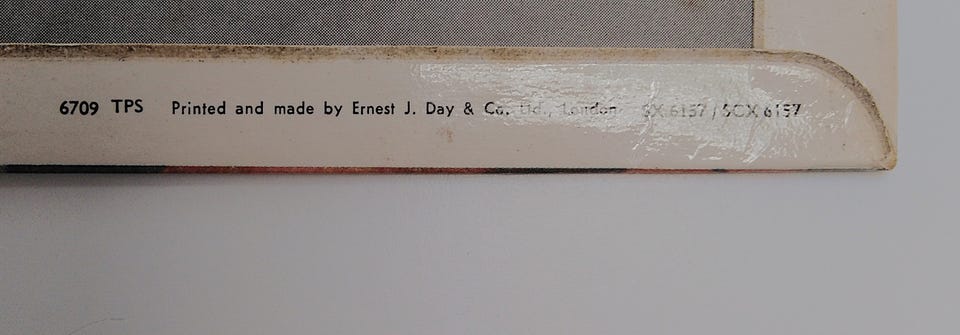 6709 TPS Printed and made by Ernest J. Day & Co. Ltd., London SX 6157 / SCX 6157